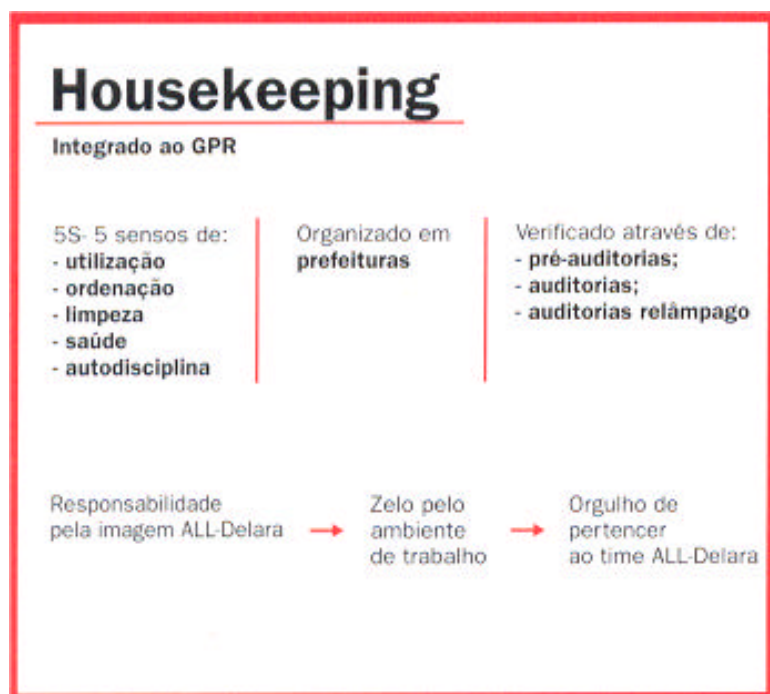 Housekeeping
Integrado ao GPR
5S- 5 sensos de:
- utilização
- ordenação
- limpeza
- saúde
- autodisciplina
Organizado em
prefeituras
Verificado através de:
- pré-auditorias;
- auditorias;
- auditorias relâmpago
Responsabilidade
pela imagem ALL-Delara
Zelo pelo
ambiente
de trabalho
Orgulho de
pertencer
ao time ALL-Delara